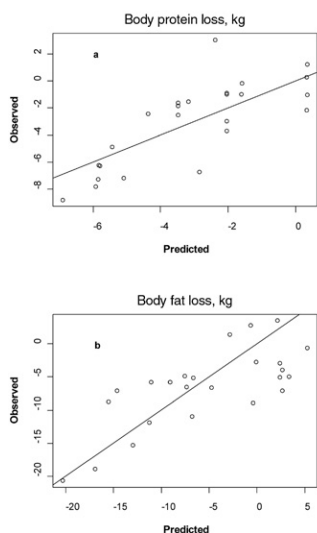 Body protein loss, kg
a
2
0
-2
-4
-6
-8
Observed
-6
-4
-2
0
Predicted
Body fat loss, kg
b
0
-5
-10
-15
-20
Observed
-20
-15
-10
-5
0
5
Predicted